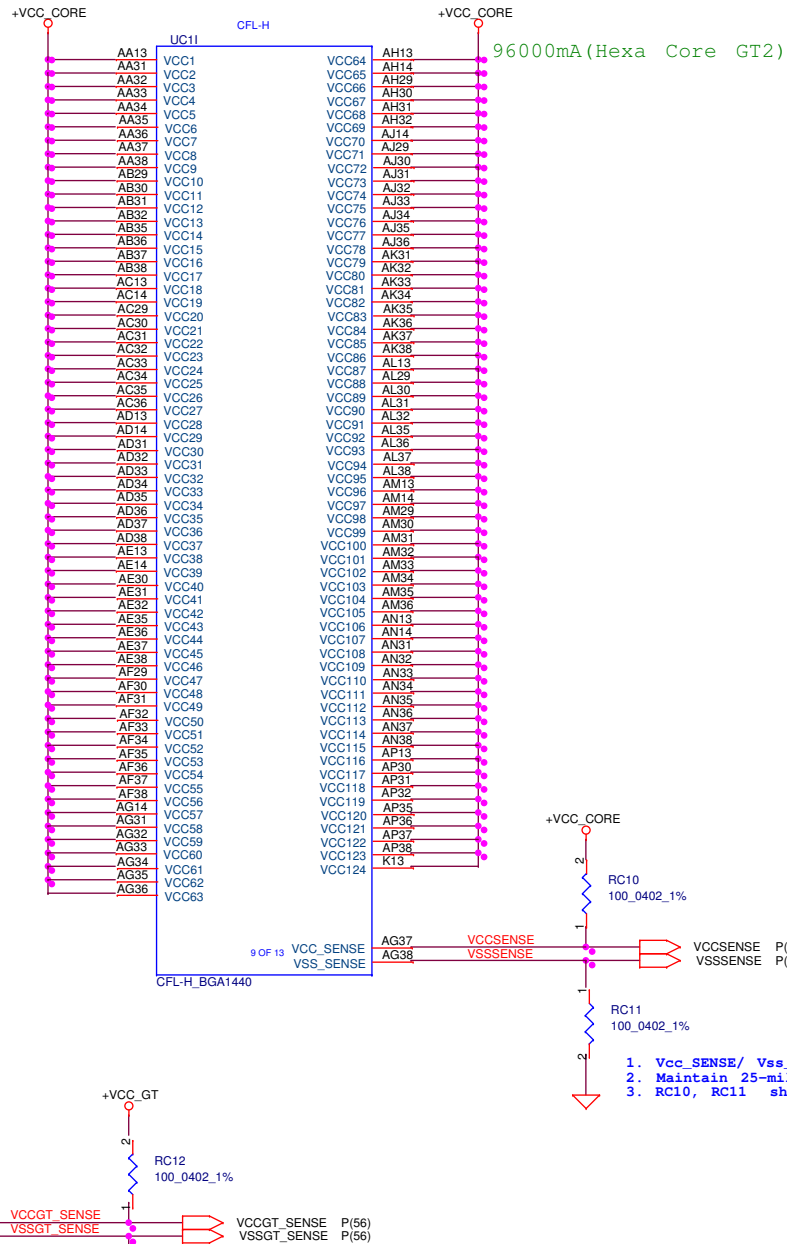 +VCC_CORE
CFL-H
+VCC_CORE
UC1I
96000mA(Hexa Core GT2)
AA13 VCC1 VCC64 AH13
AA31 VCC2 VCC65 AH14
AA32 VCC3 VCC66 AH29
AA33 VCC4 VCC67 AH30
AA34 VCC5 VCC68 AH31
AA35 VCC6 VCC69 AH32
AA36 VCC7 VCC70 AJ14
AA37 VCC8 VCC71 AJ29
AA38 VCC9 VCC72 AJ30
AB29 VCC10 VCC73 AJ31
AB30 VCC11 VCC74 AJ32
AB31 VCC12 VCC75 AJ33
AB32 VCC13 VCC76 AJ34
AB35 VCC14 VCC77 AJ35
AB36 VCC15 VCC78 AJ36
AB37 VCC16 VCC79 AK31
AB38 VCC17 VCC80 AK32
AC13 VCC18 VCC81 AK33
AC14 VCC19 VCC82 AK34
AC29 VCC20 VCC83 AK35
AC30 VCC21 VCC84 AK36
AC31 VCC22 VCC85 AK37
AC32 VCC23 VCC86 AK38
AC33 VCC24 VCC87 AL13
AC34 VCC25 VCC88 AL29
AC35 VCC26 VCC89 AL30
AC36 VCC27 VCC90 AL31
AD13 VCC28 VCC91 AL32
AD14 VCC29 VCC92 AL35
AD31 VCC30 VCC93 AL36
AD32 VCC31 VCC94 AL37
AD33 VCC32 VCC95 AL38
AD34 VCC33 VCC96 AM13
AD35 VCC34 VCC97 AM14
AD36 VCC35 VCC98 AM29
AD37 VCC36 VCC99 AM30
AD38 VCC37 VCC100 AM31
AE13 VCC38 VCC101 AM32
AE14 VCC39 VCC102 AM33
AE30 VCC40 VCC103 AM34
AE31 VCC41 VCC104 AM35
AE32 VCC42 VCC105 AM36
AE35 VCC43 VCC106 AN13
AE36 VCC44 VCC107 AN14
AE37 VCC45 VCC108 AN31
AE38 VCC46 VCC109 AN32
AF29 VCC47 VCC110 AN33
AF30 VCC48 VCC111 AN34
AF31 VCC49 VCC112 AN35
AF32 VCC50 VCC113 AN36
AF33 VCC51 VCC114 AN37
AF34 VCC52 VCC115 AN38
AF35 VCC53 VCC116 AP13
AF36 VCC54 VCC117 AP30
AF37 VCC55 VCC118 AP31
AF38 VCC56 VCC119 AP32
AG14 VCC57 VCC120 AP35
AG31 VCC58 VCC121 AP36
AG32 VCC59 VCC122 AP37
AG33 VCC60 VCC123 AP38
AG34 VCC61 VCC124 K13
AG35 VCC62
AG36 VCC63
+VCC_CORE
2
RC10
100_0402_1%
1
9 OF 13 VCC_SENSE AG37 VCCSENSE VCCSENSE P(
VSS_SENSE AG38 VSSSENSE VSSSENSE P(
CFL-H_BGA1440
1
RC11
100_0402_1%
2
1. Vcc_SENSE/ Vss_
2. Maintain 25-mil
3. RC10, RC11 sh
+VCC_GT
2
RC12
100_0402_1%
1
VCCGT_SENSE VCCGT_SENSE P(56)
VSSGT_SENSE VSSGT_SENSE P(56)